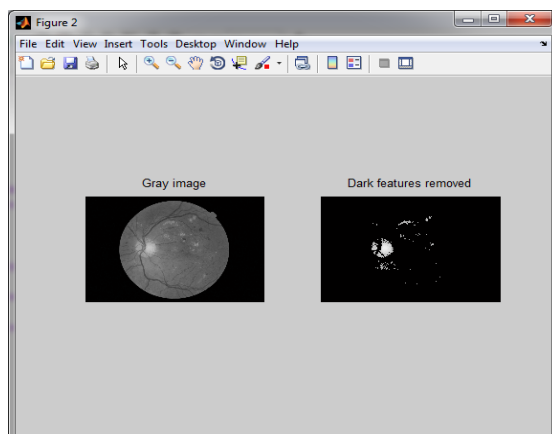 Figure 2
File Edit View Insert Tools Desktop Window Help
Gray image
Dark features removed